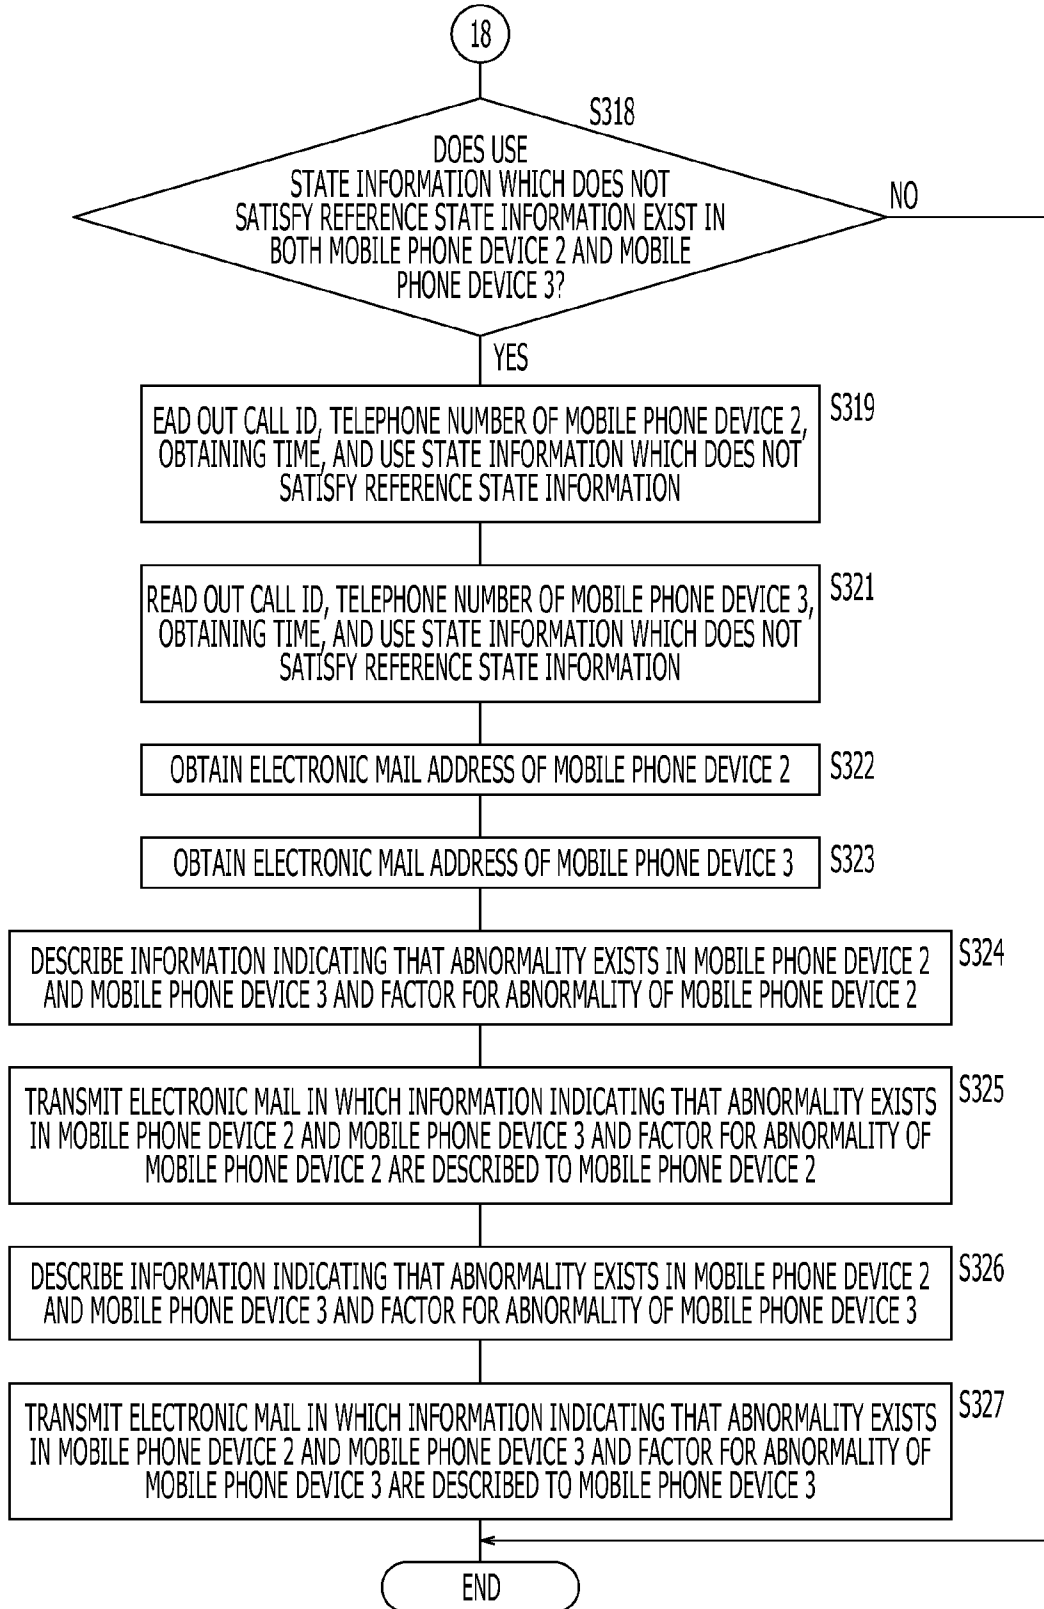 18
S318
DOES USE
STATE INFORMATION WHICH DOES NOT
SATISFY REFERENCE STATE INFORMATION EXIST IN
BOTH MOBILE PHONE DEVICE 2 AND MOBILE
PHONE DEVICE 3?
NO
YES
S319
EAD OUT CALL ID, TELEPHONE NUMBER OF MOBILE PHONE DEVICE 2,
OBTAINING TIME, AND USE STATE INFORMATION WHICH DOES NOT
SATISFY REFERENCE STATE INFORMATION
S321
READ OUT CALL ID, TELEPHONE NUMBER OF MOBILE PHONE DEVICE 3,
OBTAINING TIME, AND USE STATE INFORMATION WHICH DOES NOT
SATISFY REFERENCE STATE INFORMATION
OBTAIN ELECTRONIC MAIL ADDRESS OF MOBILE PHONE DEVICE 2
S322
OBTAIN ELECTRONIC MAIL ADDRESS OF MOBILE PHONE DEVICE 3
S323
DESCRIBE INFORMATION INDICATING THAT ABNORMALITY EXISTS IN MOBILE PHONE DEVICE 2
AND MOBILE PHONE DEVICE 3 AND FACTOR FOR ABNORMALITY OF MOBILE PHONE DEVICE 2
S324
TRANSMIT ELECTRONIC MAIL IN WHICH INFORMATION INDICATING THAT ABNORMALITY EXISTS
IN MOBILE PHONE DEVICE 2 AND MOBILE PHONE DEVICE 3 AND FACTOR FOR ABNORMALITY OF
MOBILE PHONE DEVICE 2 ARE DESCRIBED TO MOBILE PHONE DEVICE 2
S325
DESCRIBE INFORMATION INDICATING THAT ABNORMALITY EXISTS IN MOBILE PHONE DEVICE 2
AND MOBILE PHONE DEVICE 3 AND FACTOR FOR ABNORMALITY OF MOBILE PHONE DEVICE 3
S326
TRANSMIT ELECTRONIC MAIL IN WHICH INFORMATION INDICATING THAT ABNORMALITY EXISTS
IN MOBILE PHONE DEVICE 2 AND MOBILE PHONE DEVICE 3 AND FACTOR FOR ABNORMALITY OF
MOBILE PHONE DEVICE 3 ARE DESCRIBED TO MOBILE PHONE DEVICE 3
S327
END